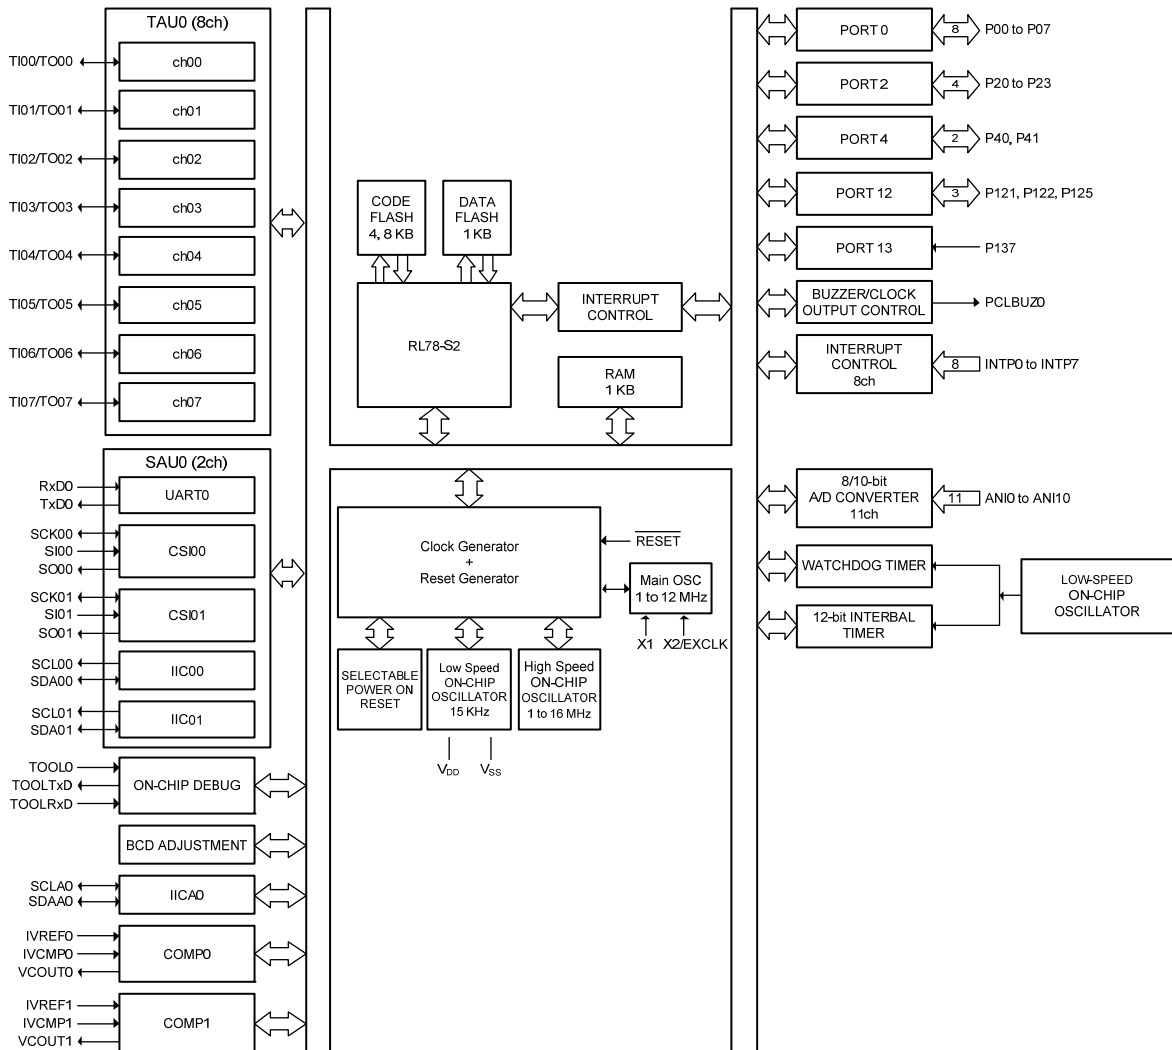 TAU0 (8ch)
TI00/TO00
ch00
TI01/TO01
ch01
TI02/TO02
ch02
TI03/TO03
ch03
TI04/TO04
ch04
TI05/TO05
ch05
TI06/TO06
ch06
TI07/TO07
ch07
SAU0 (2ch)
RxD0
TxD0
UART0
SCK00
SI00
SO00
CSI00
SCK01
SI01
SO01
CSI01
SCL00
SDA00
IIC00
SCL01
SDA01
IIC01
TOOL0
TOOLTxD
TOOLRxD
ON-CHIP DEBUG
BCD ADJUSTMENT
SCLA0
SDAA0
IICA0
IVREF0
IVCMP0
VCOUT0
COMP0
IVREF1
IVCMP1
VCOUT1
COMP1
CODE
FLASH
4, 8 KB
DATA
FLASH
1 KB
RL78-S2
INTERRUPT
CONTROL
RAM
1 KB
Clock Generator
+
Reset Generator
RESET
Main OSC
1 to 12 MHz
X1
X2/EXCLK
SELECTABLE
POWER ON
RESET
Low Speed
ON-CHIP
OSCILLATOR
15 KHz
High Speed
ON-CHIP
OSCILLATOR
1 to 16 MHz
VDD
VSS
PORT 0
8
P00 to P07
PORT 2
4
P20 to P23
PORT 4
2
P40, P41
PORT 12
3
P121, P122, P125
PORT 13
P137
BUZZER/CLOCK
OUTPUT CONTROL
PCLBUZ0
INTERRUPT
CONTROL
8ch
8
INTP0 to INTP7
8/10-bit
A/D CONVERTER
11ch
11
ANI0 to ANI10
WATCHDOG TIMER
12-bit INTERBAL
TIMER
LOW-SPEED
ON-CHIP
OSCILLATOR